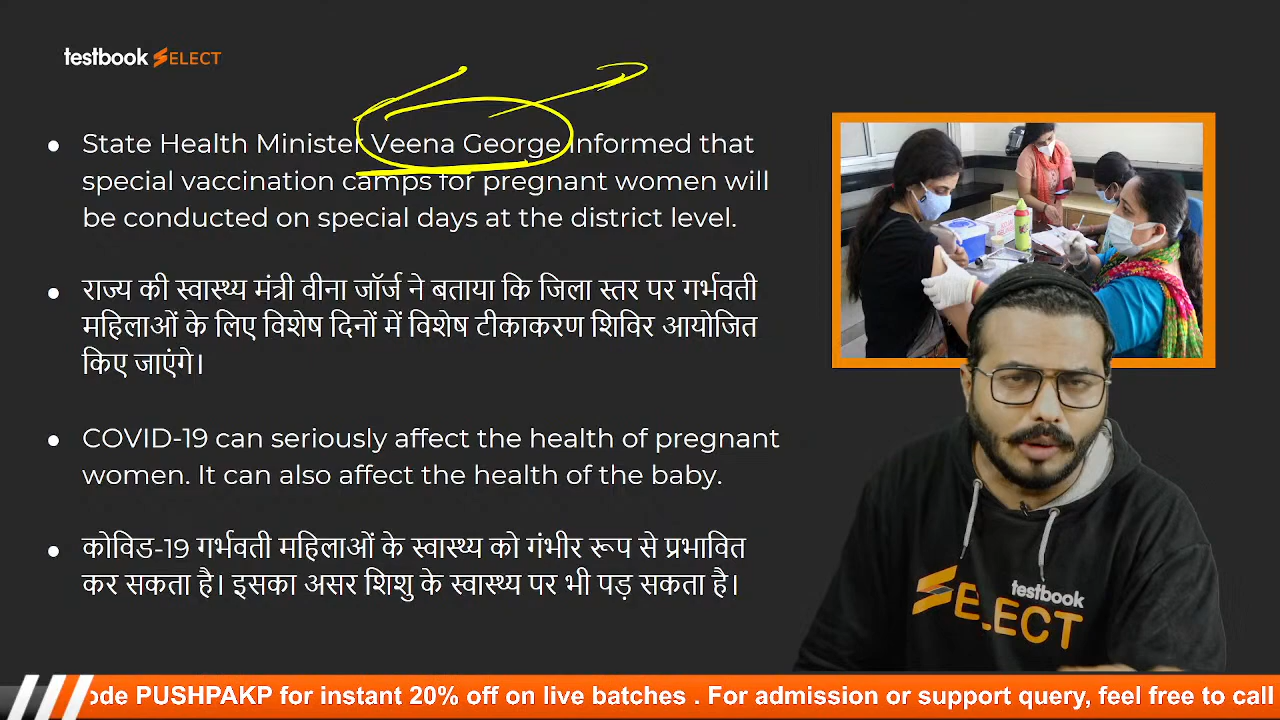 testbook SELECT
State Health Minister Veena George informed that
special vaccination camps for pregnant women will
be conducted on special days at the district level.
राज्य की स्वास्थ्य मंत्री वीना जॉर्ज ने बताया कि जिला स्तर पर गर्भवती
महिलाओं के लिए विशेष दिनों में विशेष टीकाकरण शिविर आयोजित
किए जाएंगे।
COVID-19 can seriously affect the health of pregnant
women. It can also affect the health of the baby.
कोविड-19 गर्भवती महिलाओं के स्वास्थ्य को गंभीर रूप से प्रभावित
कर सकता है। इसका असर शिशु के स्वास्थ्य पर भी पड़ सकता है।
testbook
SELECT
ode PUSHPAKP for instant 20% off on live batches . For admission or support query, feel free to call